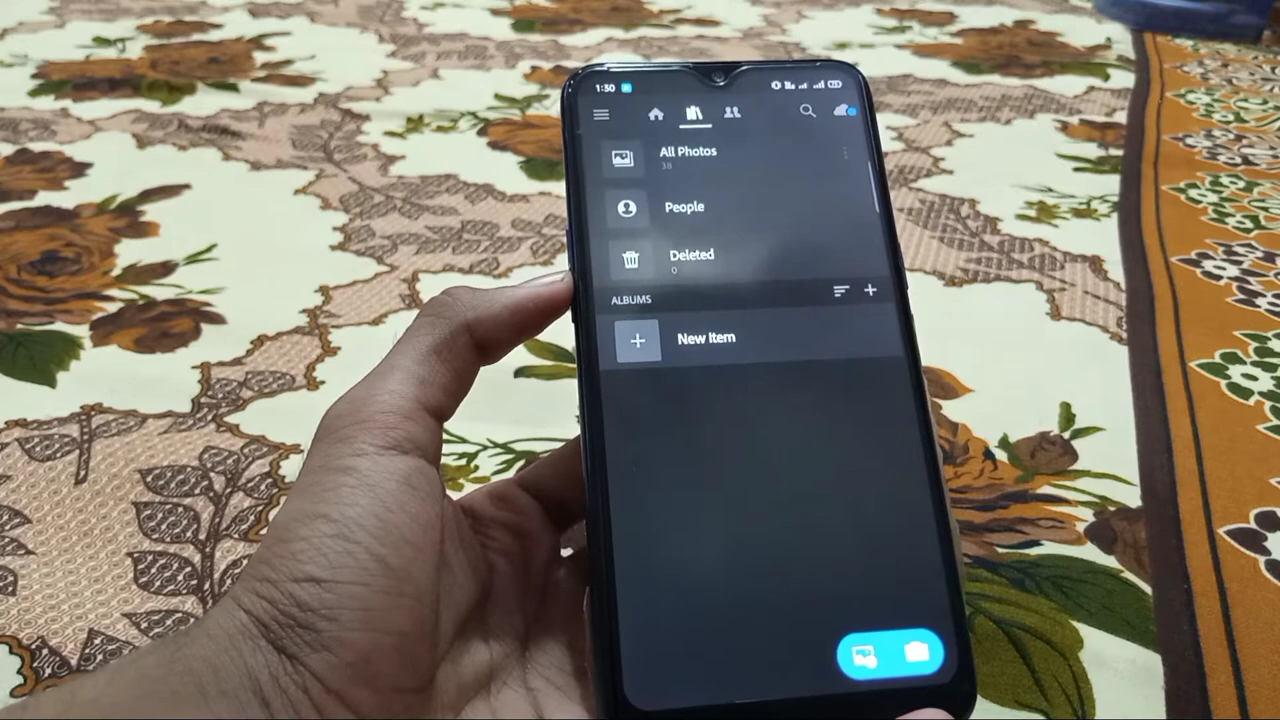 1:30
All Photos
38
People
Deleted
0
ALBUMS
New Item